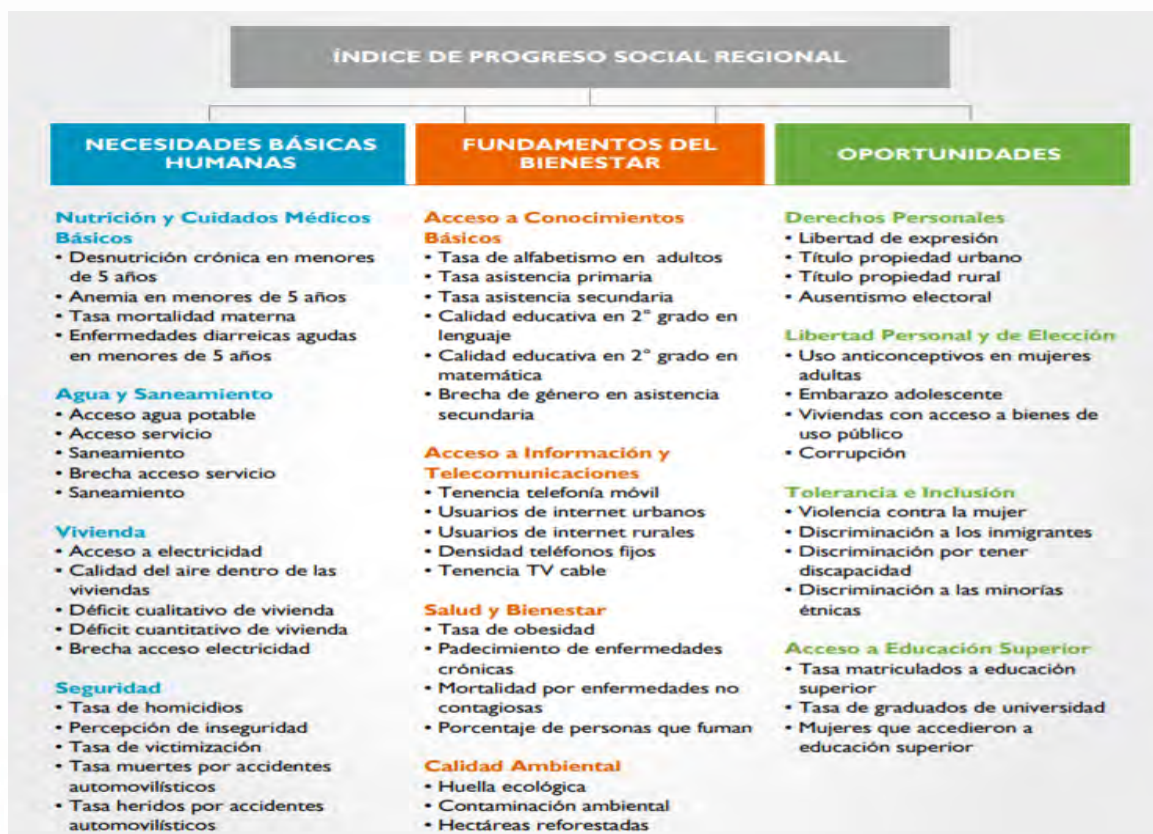 ÍNDICE DE PROGRESO SOCIAL REGIONAL
NECESIDADES BÁSICAS
HUMANAS
Nutrición y Cuidados Médicos
Básicos
• Desnutrición crónica en menores
de 5 años
• Anemia en menores de 5 años
• Tasa mortalidad materna
• Enfermedades diarreicas agudas
en menores de 5 años
Agua y Saneamiento
• Acceso agua potable
• Acceso servicio
• Saneamiento
• Brecha acceso servicio
• Saneamiento
Vivienda
• Acceso a electricidad
• Calidad del aire dentro de las
viviendas
• Déficit cualitativo de vivienda
• Déficit cuantitativo de vivienda
• Brecha acceso electricidad
Seguridad
• Tasa de homicidios
• Percepción de inseguridad
• Tasa de victimización
• Tasa muertes por accidentes
automovilísticos
• Tasa heridos por accidentes
automovilísticos
FUNDAMENTOS DEL
BIENESTAR
Acceso a Conocimientos
Básicos
• Tasa de alfabetismo en adultos
• Tasa asistencia primaria
• Tasa asistencia secundaria
• Calidad educativa en 2° grado en
lenguaje
• Calidad educativa en 2° grado en
matemática
• Brecha de género en asistencia
secundaria
Acceso a Información y
Telecomunicaciones
• Tenencia telefonía móvil
• Usuarios de internet urbanos
• Usuarios de internet rurales
• Densidad teléfonos fijos
• Tenencia TV cable
Salud y Bienestar
• Tasa de obesidad
• Padecimiento de enfermedades
crónicas
• Mortalidad por enfermedades no
contagiosas
• Porcentaje de personas que fuman
Calidad Ambiental
• Huella ecológica
• Contaminación ambiental
• Hectáreas reforestadas
OPORTUNIDADES
Derechos Personales
• Libertad de expresión
• Título propiedad urbano
• Título propiedad rural
• Ausentismo electoral
Libertad Personal y de Elección
• Uso anticonceptivos en mujeres
adultas
• Embarazo adolescente
• Viviendas con acceso a bienes de
uso público
• Corrupción
Tolerancia e Inclusión
• Violencia contra la mujer
• Discriminación a los inmigrantes
• Discriminación por tener
discapacidad
• Discriminación a las minorías
étnicas
Acceso a Educación Superior
• Tasa matriculados a educación
superior
• Tasa de graduados de universidad
• Mujeres que accedieron a
educación superior